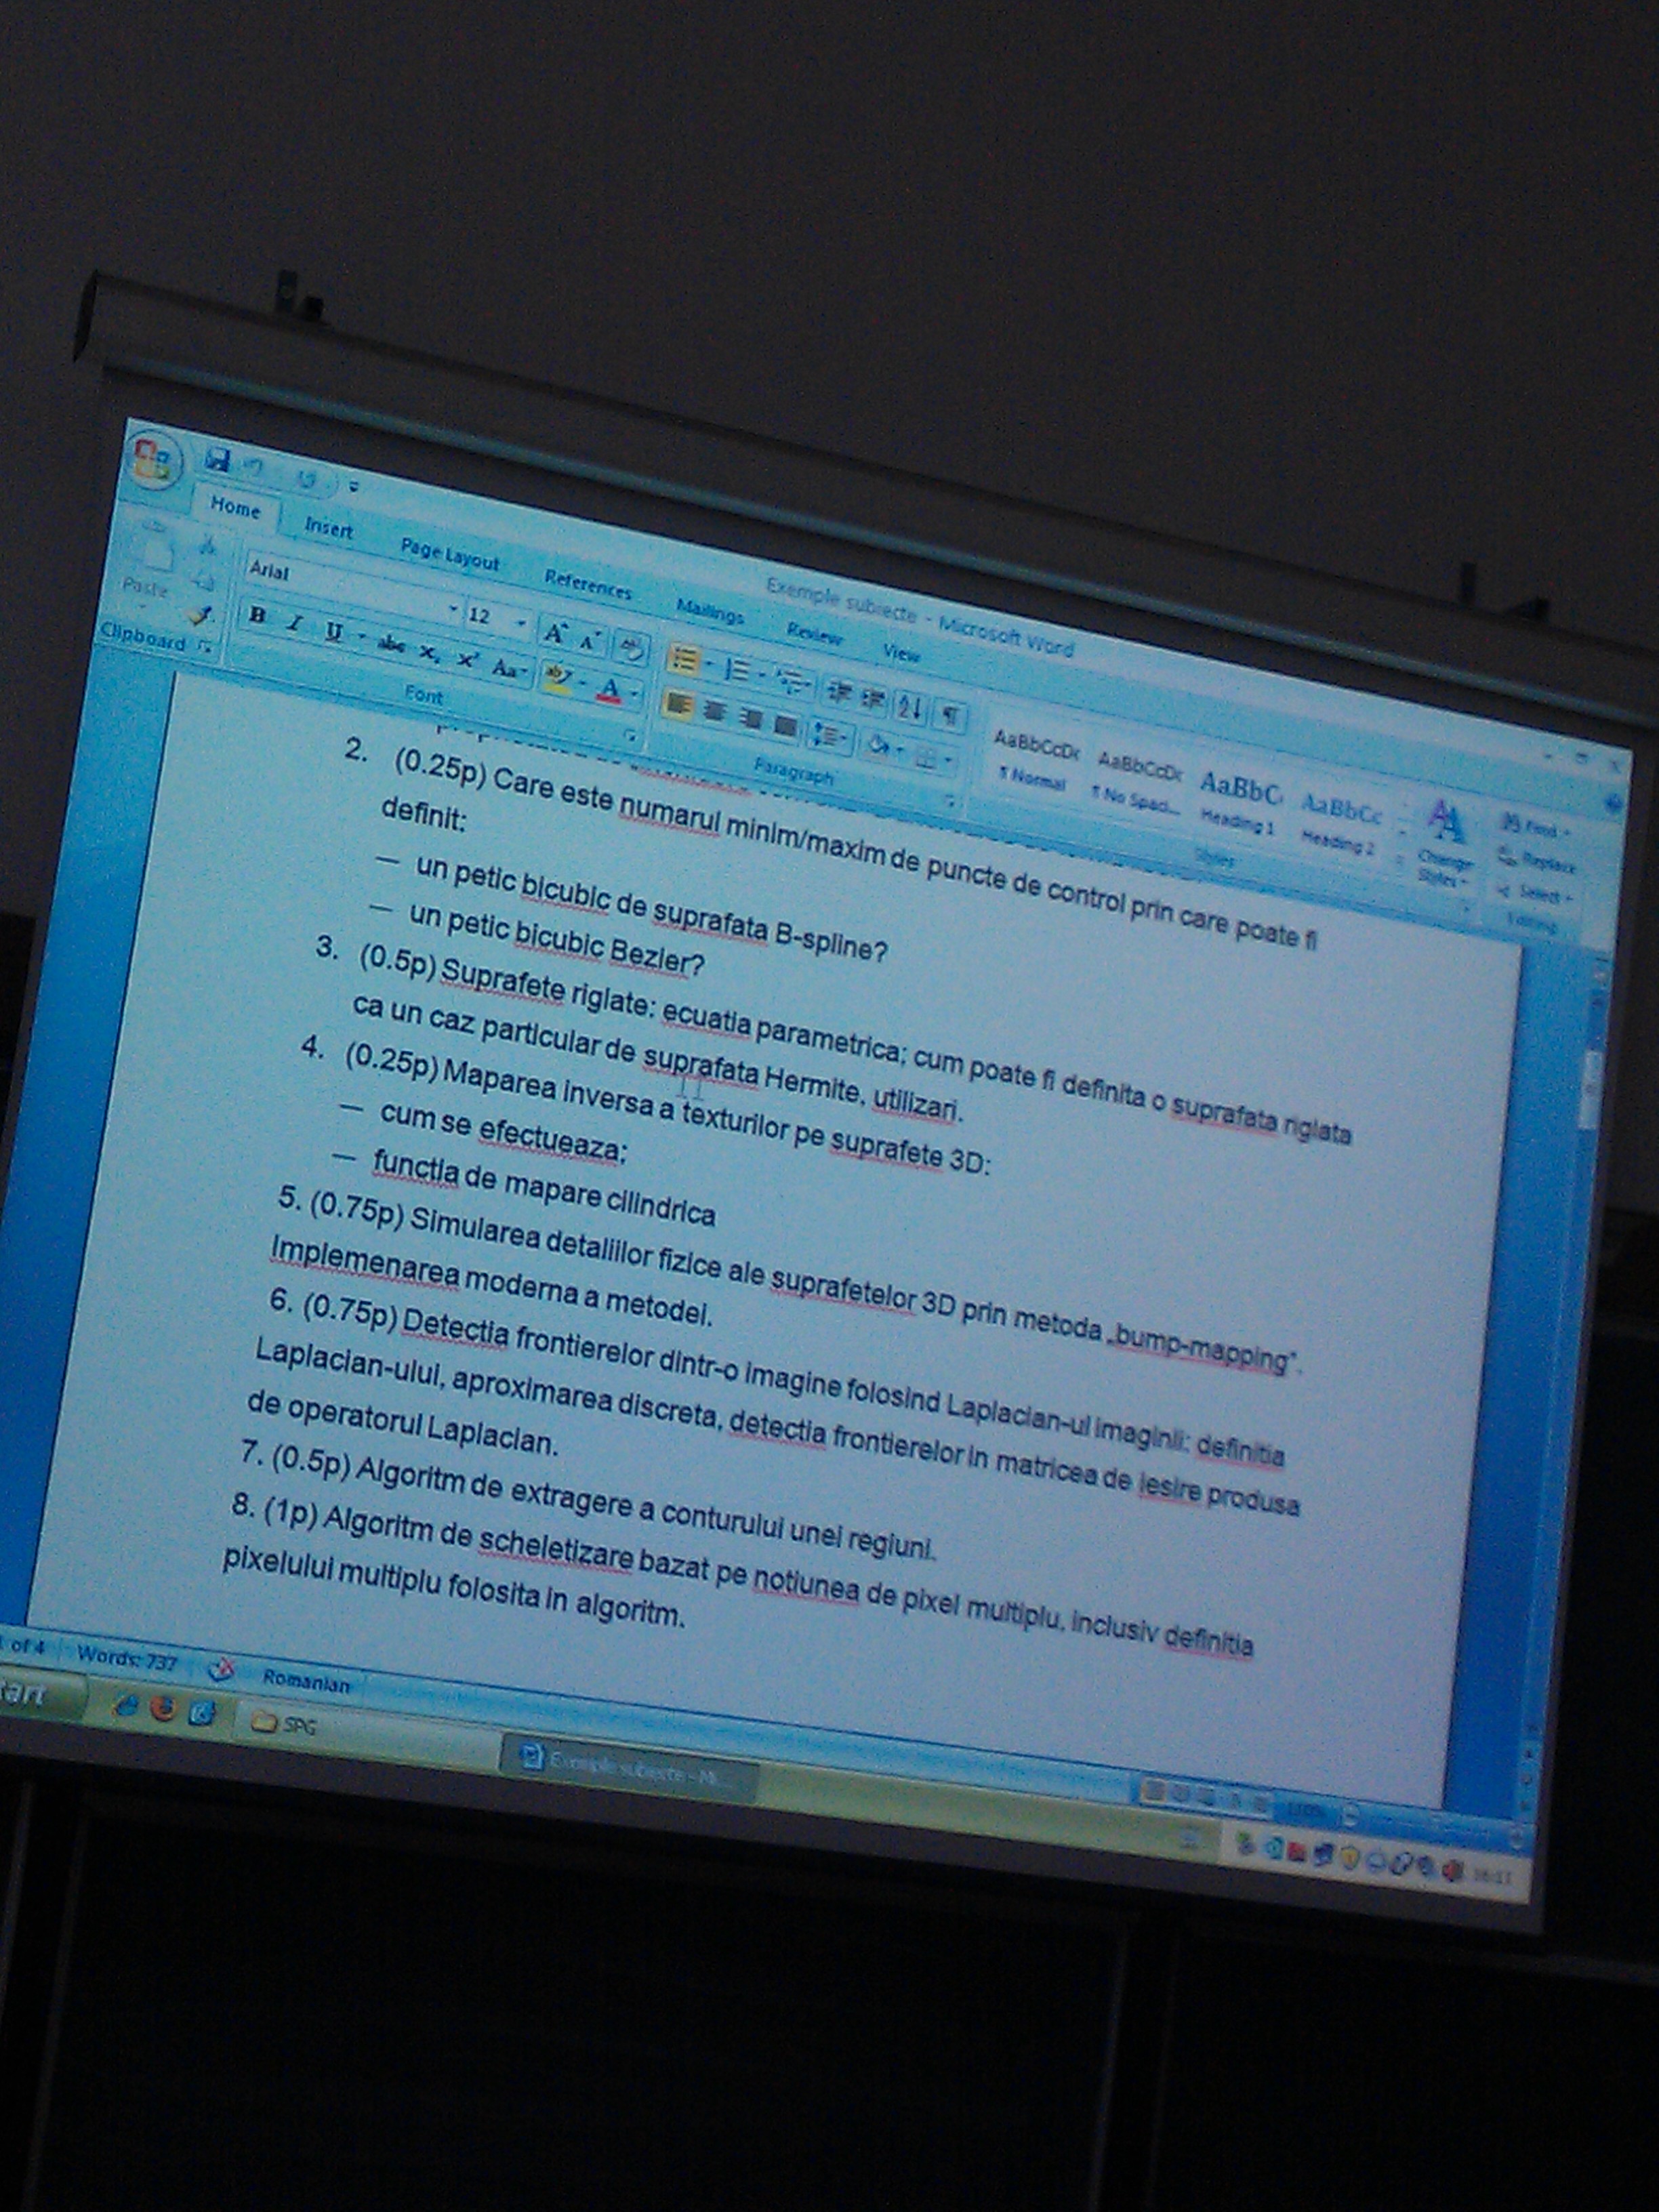 Exemple subiecte - Microsoft Word
Home Insert Page Layout References Mailings Review View
Paste
Clipboard
Arial 12
B I U abc x, x² Aa ab A
Font
Paragraph
AaBbCcDc AaBbCcDc AaBbC AaBbCc
¶ Normal ¶ No Spaci... Heading 1 Heading 2
Change Styles
Styles
Find
Replace
Select
Editing
2. (0.25p) Care este numarul minim/maxim de puncte de control prin care poate fi
definit:
— un petic bicubic de suprafata B-spline?
— un petic bicubic Bezier?
3. (0.5p) Suprafete riglate: ecuatia parametrica; cum poate fi definita o suprafata riglata
ca un caz particular de suprafata Hermite, utilizari.
4. (0.25p) Maparea inversa a texturilor pe suprafete 3D:
— cum se efectueaza;
— functia de mapare cilindrica
5. (0.75p) Simularea detaliilor fizice ale suprafetelor 3D prin metoda „bump-mapping”.
Implemenarea moderna a metodei.
6. (0.75p) Detectia frontierelor dintr-o imagine folosind Laplacian-ul imaginii: definitia
Laplacian-ului, aproximarea discreta, detectia frontierelor in matricea de iesire produsa
de operatorul Laplacian.
7. (0.5p) Algoritm de extragere a conturului unei regiuni.
8. (1p) Algoritm de scheletizare bazat pe notiunea de pixel multiplu, inclusiv definitia
pixelului multiplu folosita in algoritm.
1 of 4 Words: 737 Romanian
tart SPG Exemple subiecte - Mi...